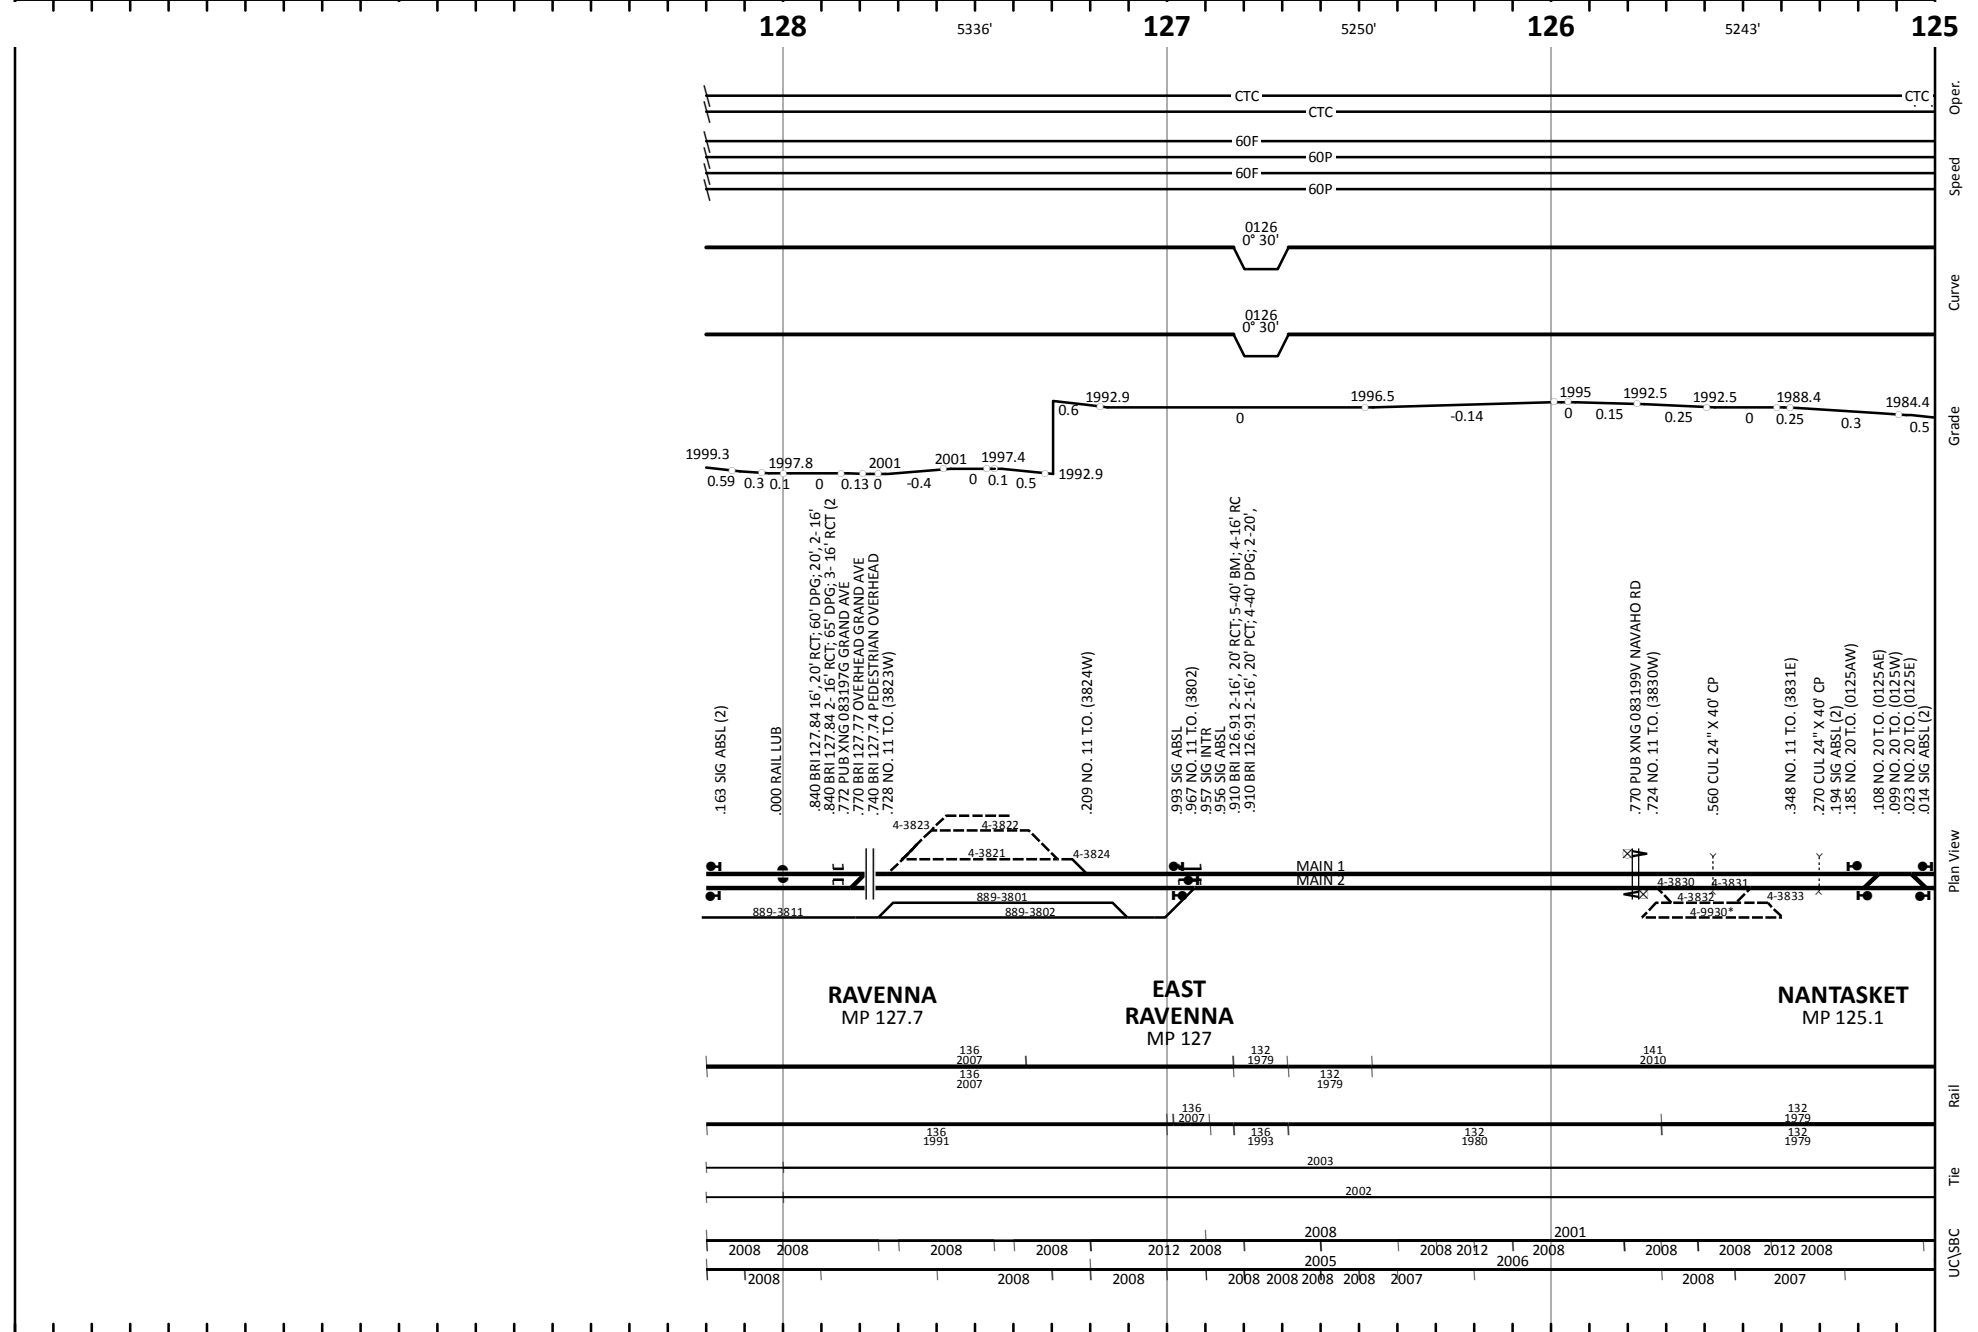 128 5336' 127 5250' 126 5243' 125
CTC CTC
CTC
Oper.
60F
60P
60F
60P
Speed
0126
0° 30'
0126
0° 30'
Curve
1992.9 1996.5 1995 1992.5 1992.5 1988.4 1984.4
0.6 0 -0.14 0 0.15 0.25 0 0.25 0.3 0.5
Grade
1999.3 1997.8 2001 2001 1997.4 1992.9
0.59 0.3 0.1 0 0.13 0 -0.4 0 0.1 0.5
.163 SIG ABSL (2)
.000 RAIL LUB
.840 BRI 127.84 16', 20' RCT; 60' DPG; 20', 2- 16'
.840 BRI 127.84 2- 16' RCT; 65' DPG; 3- 16' RCT (2
.772 PUB XNG 083197G GRAND AVE
.770 BRI 127.77 OVERHEAD GRAND AVE
.740 BRI 127.74 PEDESTRIAN OVERHEAD
.728 NO. 11 T.O. (3823W)
.209 NO. 11 T.O. (3824W)
.993 SIG ABSL
.967 NO. 11 T.O. (3802)
.957 SIG INTR
.956 SIG ABSL
.910 BRI 126.91 2-16', 20' RCT; 5-40' BM; 4-16' RC
.910 BRI 126.91 2-16', 20' PCT; 4-40' DPG; 2-20',
.770 PUB XNG 083199V NAVAHO RD
.724 NO. 11 T.O. (3830W)
.560 CUL 24" X 40' CP
.348 NO. 11 T.O. (3831E)
.270 CUL 24" X 40' CP
.194 SIG ABSL (2)
.185 NO. 20 T.O. (0125AW)
.108 NO. 20 T.O. (0125AE)
.099 NO. 20 T.O. (0125W)
.023 NO. 20 T.O. (0125E)
.014 SIG ABSL (2)
4-3823 4-3822
4-3821 4-3824
MAIN 1
MAIN 2
4-3830 4-3831
889-3801 4-3832 4-3833
889-3811 889-3802 4-9930*
Plan View
RAVENNA
MP 127.7
EAST
RAVENNA
MP 127
NANTASKET
MP 125.1
136 132 141
2007 1979 2010
136 132
2007 1979
Rail
136 132
2007 1979
136 136 132 132
1991 1993 1980 1979
2003
2002
Tie
2008 2001
2008 2008 2008 2008 2012 2008 2008 2012 2008 2008 2008 2012 2008
2005 2006
2008 2008 2008 2008 2008 2008 2008 2007 2008 2007
UC\SBC